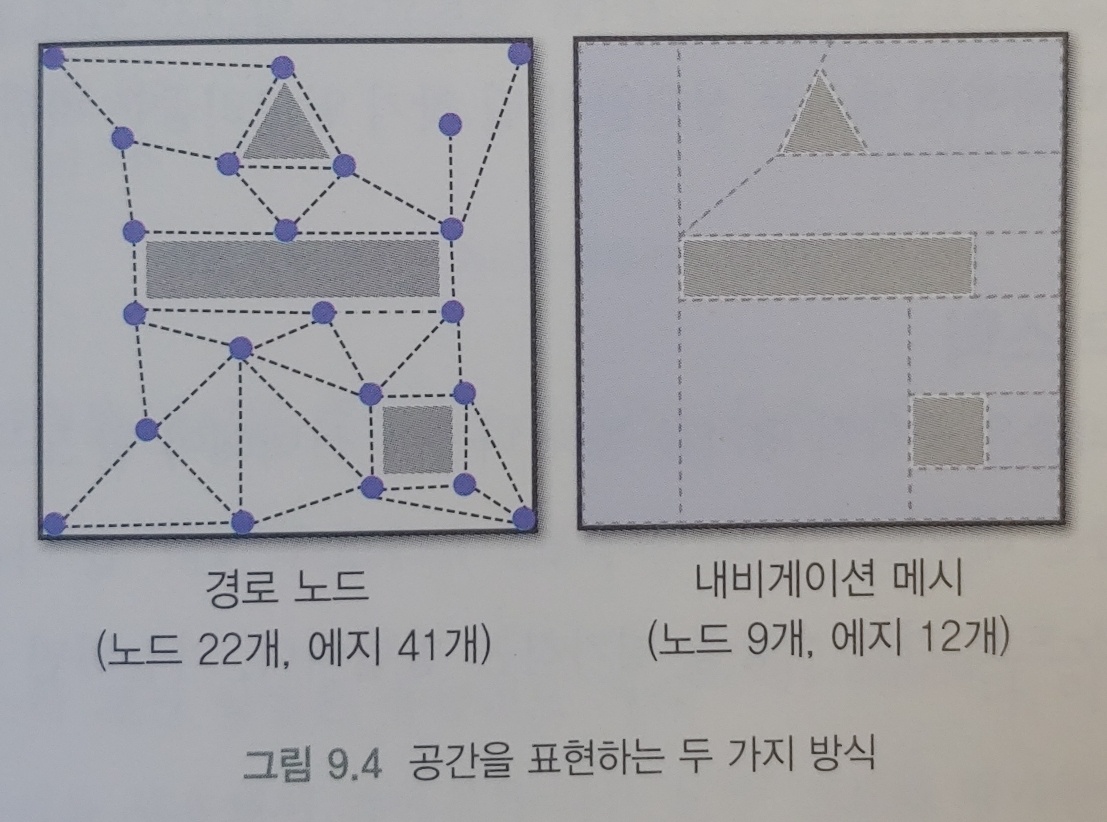 경로 노드
(노드 22개, 에지 41개)
내비게이션 메시
(노드 9개, 에지 12개)
그림 9.4 공간을 표현하는 두 가지 방식